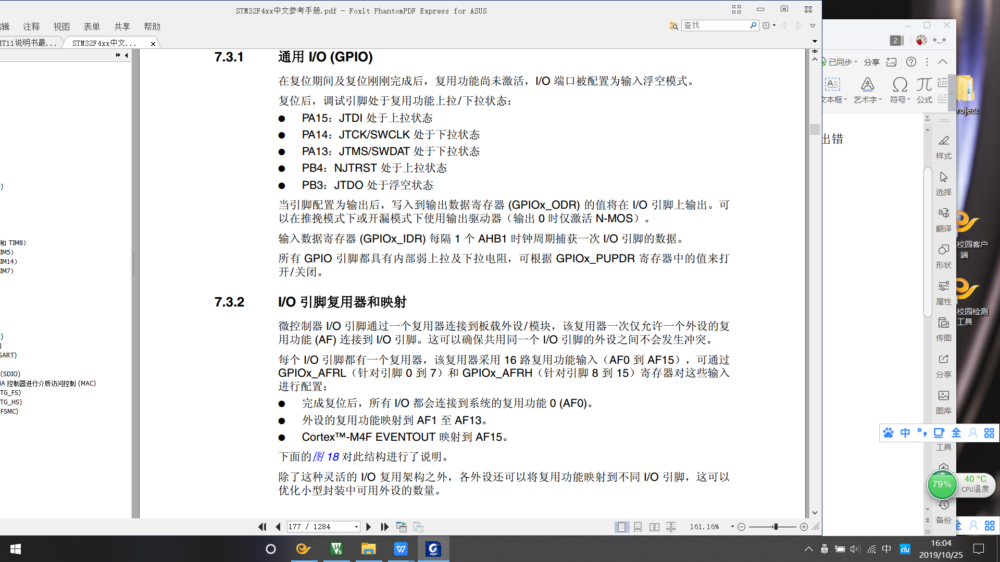 STM32F4xx中文参考手册.pdf - Foxit PhantomPDF Express for ASUS
注释 视图 表单 共享 帮助
查找
HT11说明书最... STM32F4xx中文...
7.3.1 通用 I/O (GPIO)
在复位期间及复位刚刚完成后，复用功能尚未激活，I/O 端口被配置为输入浮空模式。
复位后，调试引脚处于复用功能上拉/下拉状态：
● PA15：JTDI 处于上拉状态
● PA14：JTCK/SWCLK 处于下拉状态
● PA13：JTMS/SWDAT 处于下拉状态
● PB4：NJTRST 处于上拉状态
● PB3：JTDO 处于浮空状态
当引脚配置为输出后，写入到输出数据寄存器 (GPIOx_ODR) 的值将在 I/O 引脚上输出。可
以在推挽模式下或开漏模式下使用输出驱动器（输出 0 时仅激活 N-MOS）。
输入数据寄存器 (GPIOx_IDR) 每隔 1 个 AHB1 时钟周期捕获一次 I/O 引脚的数据。
所有 GPIO 引脚都具有内部弱上拉及下拉电阻，可根据 GPIOx_PUPDR 寄存器中的值来打
开/关闭。
7.3.2 I/O 引脚复用器和映射
微控制器 I/O 引脚通过一个复用器连接到板载外设/模块，该复用器一次仅允许一个外设的复
用功能 (AF) 连接到 I/O 引脚。这可以确保共用同一个 I/O 引脚的外设之间不会发生冲突。
每个 I/O 引脚都有一个复用器，该复用器采用 16 路复用功能输入（AF0 到 AF15），可通过
GPIOx_AFRL（针对引脚 0 到 7）和 GPIOx_AFRH（针对引脚 8 到 15）寄存器对这些输入
进行配置：
● 完成复位后，所有 I/O 都会连接到系统的复用功能 0 (AF0)。
● 外设的复用功能映射到 AF1 至 AF13。
● Cortex™-M4F EVENTOUT 映射到 AF15。
下面的图 18 对此结构进行了说明。
除了这种灵活的 I/O 复用架构之外，各外设还可以将复用功能映射到不同 I/O 引脚，这可以
优化小型封装中可用外设的数量。
和 TIM8)
IM5)
IM14)
IM7)
SART)
(SDIO)
IA 控制器进行介质访问控制 (MAC)
TG_FS)
TG_HS)
FSMC)
177 / 1284
161.16%
2
已同步 分享
文本框 艺术字 符号 公式
出错
样式
选择
翻译
形状
属性
传图
分享
图库
工具
备份
roject
校园客户
端
校园检测
工具
中 全
79%
40 °C
CPU温度
全
中 du
16:04
2019/10/25